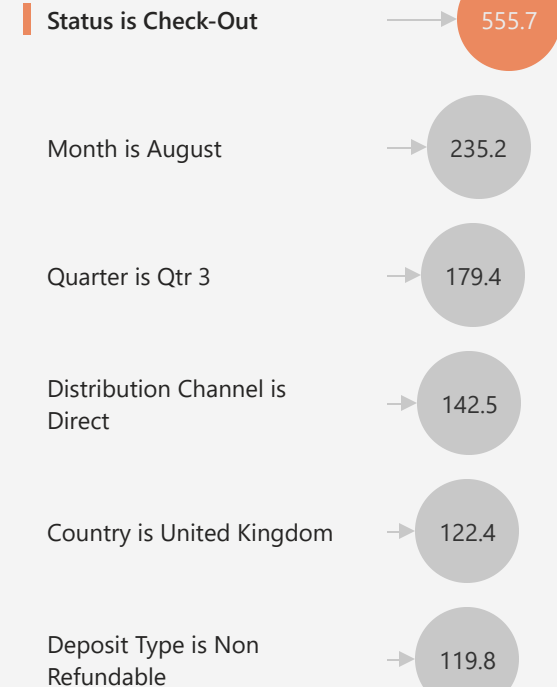 Status is Check-Out
555.7
Month is August
235.2
Quarter is Qtr 3
179.4
Distribution Channel is
Direct
142.5
Country is United Kingdom
122.4
Deposit Type is Non
Refundable
119.8